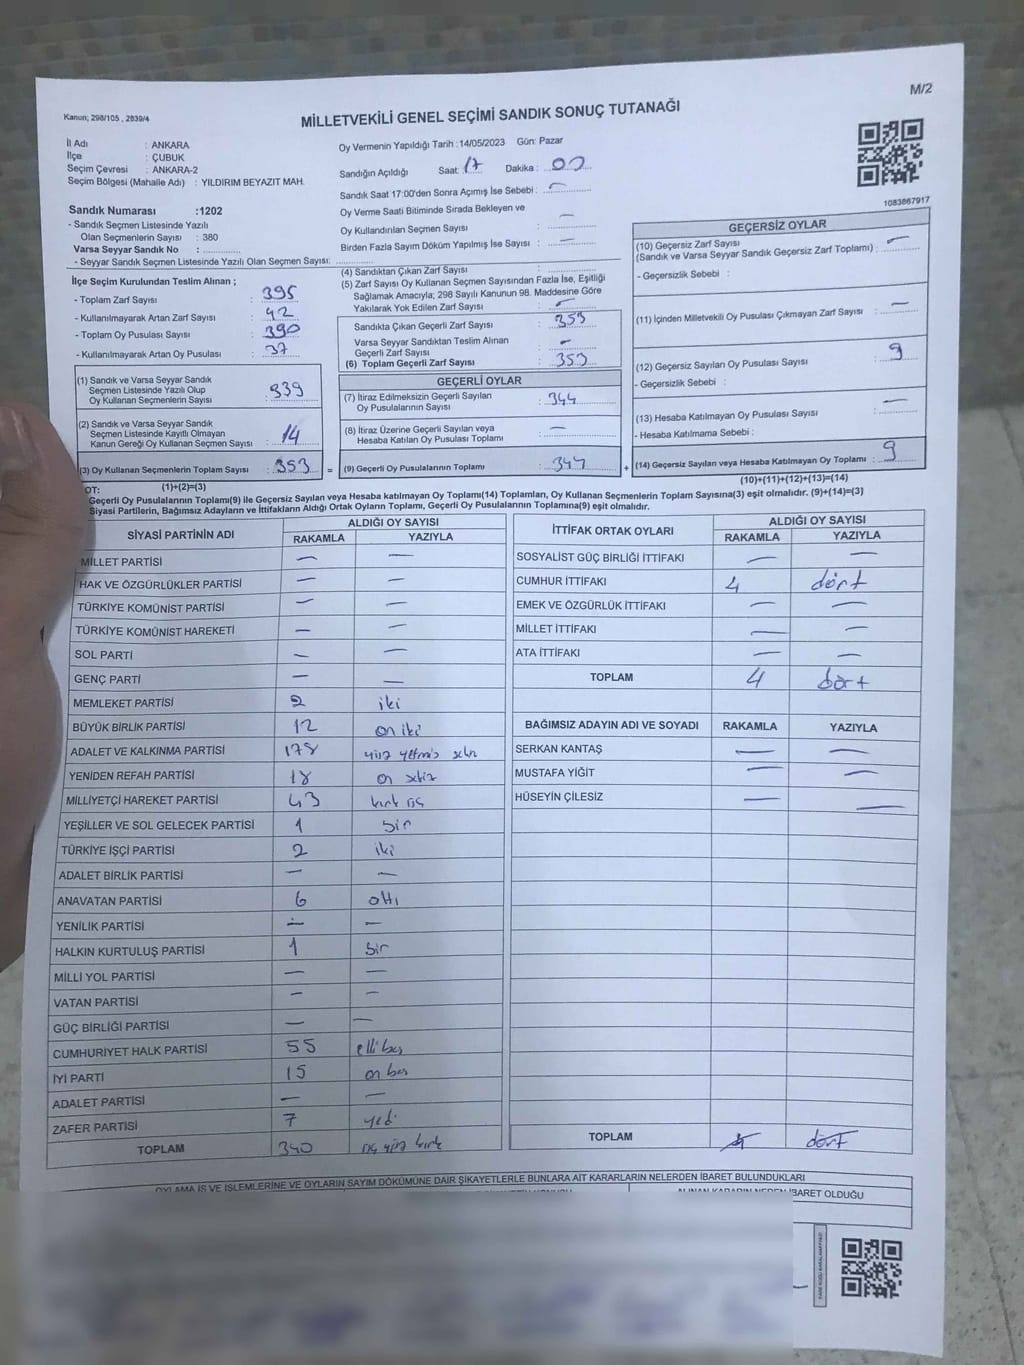 M/2
Kanun; 298/105 , 2839/4
MİLLETVEKİLİ GENEL SEÇİMİ SANDIK SONUÇ TUTANAĞI
İl Adı : ANKARA
İlçe : ÇUBUK
Seçim Çevresi : ANKARA-2
Seçim Bölgesi (Mahalle Adı) : YILDIRIM BEYAZIT MAH.
Oy Vermenin Yapıldığı Tarih :14/05/2023 Gün: Pazar
Sandığın Açıldığı Saat: 17 Dakika : 00
Sandık Saat 17:00'den Sonra Açımış İse Sebebi : —
Oy Verme Saati Bitiminde Sırada Bekleyen ve
Oy Kullandırılan Seçmen Sayısı : —
Birden Fazla Sayım Döküm Yapılmış İse Sayısı : —
1083867917
Sandık Numarası :1202
- Sandık Seçmen Listesinde Yazılı
Olan Seçmenlerin Sayısı : 380
Varsa Seyyar Sandık No :
- Seyyar Sandık Seçmen Listesinde Yazılı Olan Seçmen Sayısı:
İlçe Seçim Kurulundan Teslim Alınan ;
- Toplam Zarf Sayısı : 395
- Kullanılmayarak Artan Zarf Sayısı : 42
- Toplam Oy Pusulası Sayısı : 390
- Kullanılmayarak Artan Oy Pusulası : 37
(1) Sandık ve Varsa Seyyar Sandık
Seçmen Listesinde Yazılı Olup
Oy Kullanan Seçmenlerin Sayısı : 339
(2) Sandık ve Varsa Seyyar Sandık
Seçmen Listesinde Kayıtlı Olmayan
Kanun Gereği Oy Kullanan Seçmen Sayısı : 14
(3) Oy Kullanan Seçmenlerin Toplam Sayısı : 353 =
(1)+(2)=(3)
(4) Sandıktan Çıkan Zarf Sayısı :
(5) Zarf Sayısı Oy Kullanan Seçmen Sayısından Fazla İse, Eşitliği
Sağlamak Amacıyla; 298 Sayılı Kanunun 98. Maddesine Göre
Yakılarak Yok Edilen Zarf Sayısı : —
Sandıkta Çıkan Geçerli Zarf Sayısı : 353
Varsa Seyyar Sandıktan Teslim Alınan
Geçerli Zarf Sayısı : —
(6) Toplam Geçerli Zarf Sayısı : 353
GEÇERLİ OYLAR
(7) İtiraz Edilmeksizin Geçerli Sayılan
Oy Pusulalarının Sayısı : 344
(8) İtiraz Üzerine Geçerli Sayılan veya
Hesaba Katılan Oy Pusulası Toplamı : —
(9) Geçerli Oy Pusulalarının Toplamı : 344 +
GEÇERSİZ OYLAR
(10) Geçersiz Zarf Sayısı
(Sandık ve Varsa Seyyar Sandık Geçersiz Zarf Toplamı) : —
- Geçersizlik Sebebi :
(11) İçinden Milletvekili Oy Pusulası Çıkmayan Zarf Sayısı : —
(12) Geçersiz Sayılan Oy Pusulası Sayısı : 9
- Geçersizlik Sebebi :
(13) Hesaba Katılmayan Oy Pusulası Sayısı : —
- Hesaba Katılmama Sebebi :
(14) Geçersiz Sayılan veya Hesaba Katılmayan Oy Toplamı : 9
(10)+(11)+(12)+(13)=(14)
OT:
Geçerli Oy Pusulalarının Toplamı(9) ile Geçersiz Sayılan veya Hesaba katılmayan Oy Toplamı(14) Toplamları, Oy Kullanan Seçmenlerin Toplam Sayısına(3) eşit olmalıdır. (9)+(14)=(3)
Siyasi Partilerin, Bağımsız Adayların ve İttifakların Aldığı Ortak Oyların Toplamı, Geçerli Oy Pusulalarının Toplamına(9) eşit olmalıdır.
SİYASİ PARTİNİN ADI ALDIĞI OY SAYISI
RAKAMLA YAZIYLA
MİLLET PARTİSİ — —
HAK VE ÖZGÜRLÜKLER PARTİSİ — —
TÜRKİYE KOMÜNİST PARTİSİ — —
TÜRKİYE KOMÜNİST HAREKETİ — —
SOL PARTİ — —
GENÇ PARTİ — —
MEMLEKET PARTİSİ 2 iki
BÜYÜK BİRLİK PARTİSİ 12 on iki
ADALET VE KALKINMA PARTİSİ 178 yüz yetmiş sekiz
YENİDEN REFAH PARTİSİ 18 on sekiz
MİLLİYETÇİ HAREKET PARTİSİ 43 kırk üç
YEŞİLLER VE SOL GELECEK PARTİSİ 1 bir
TÜRKİYE İŞÇİ PARTİSİ 2 iki
ADALET BİRLİK PARTİSİ — —
ANAVATAN PARTİSİ 6 altı
YENİLİK PARTİSİ — —
HALKIN KURTULUŞ PARTİSİ 1 bir
MİLLİ YOL PARTİSİ — —
VATAN PARTİSİ — —
GÜÇ BİRLİĞİ PARTİSİ — —
CUMHURİYET HALK PARTİSİ 55 elli beş
İYİ PARTİ 15 on beş
ADALET PARTİSİ — —
ZAFER PARTİSİ 7 yedi
TOPLAM 340 üç yüz kırk
İTTİFAK ORTAK OYLARI ALDIĞI OY SAYISI
RAKAMLA YAZIYLA
SOSYALIST GÜÇ BİRLİĞİ İTTİFAKI — —
CUMHUR İTTİFAKI 4 dört
EMEK VE ÖZGÜRLÜK İTTİFAKI — —
MİLLET İTTİFAKI — —
ATA İTTİFAKI — —
TOPLAM 4 dört
BAĞIMSIZ ADAYIN ADI VE SOYADI RAKAMLA YAZIYLA
SERKAN KANTAŞ — —
MUSTAFA YİĞİT — —
HÜSEYİN ÇİLESİZ — —
TOPLAM 4 dört
OYLAMA İŞ VE İŞLEMLERİNE VE OYLARIN SAYIM DÖKÜMÜNE DAİR ŞİKAYETLERLE BUNLARA AİT KARARLARIN NELERDEN İBARET BULUNDUKLARI
ALINAN KARARIN NEDEN İBARET OLDUĞU